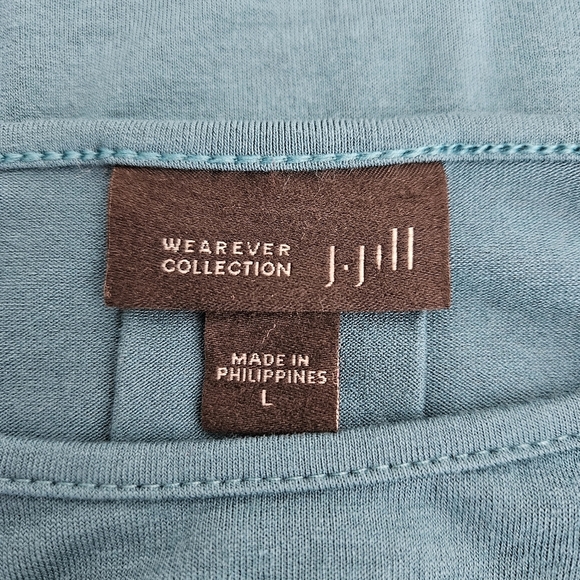 WEAREVER
COLLECTION
J.Jill
MADE IN
PHILIPPINES
L